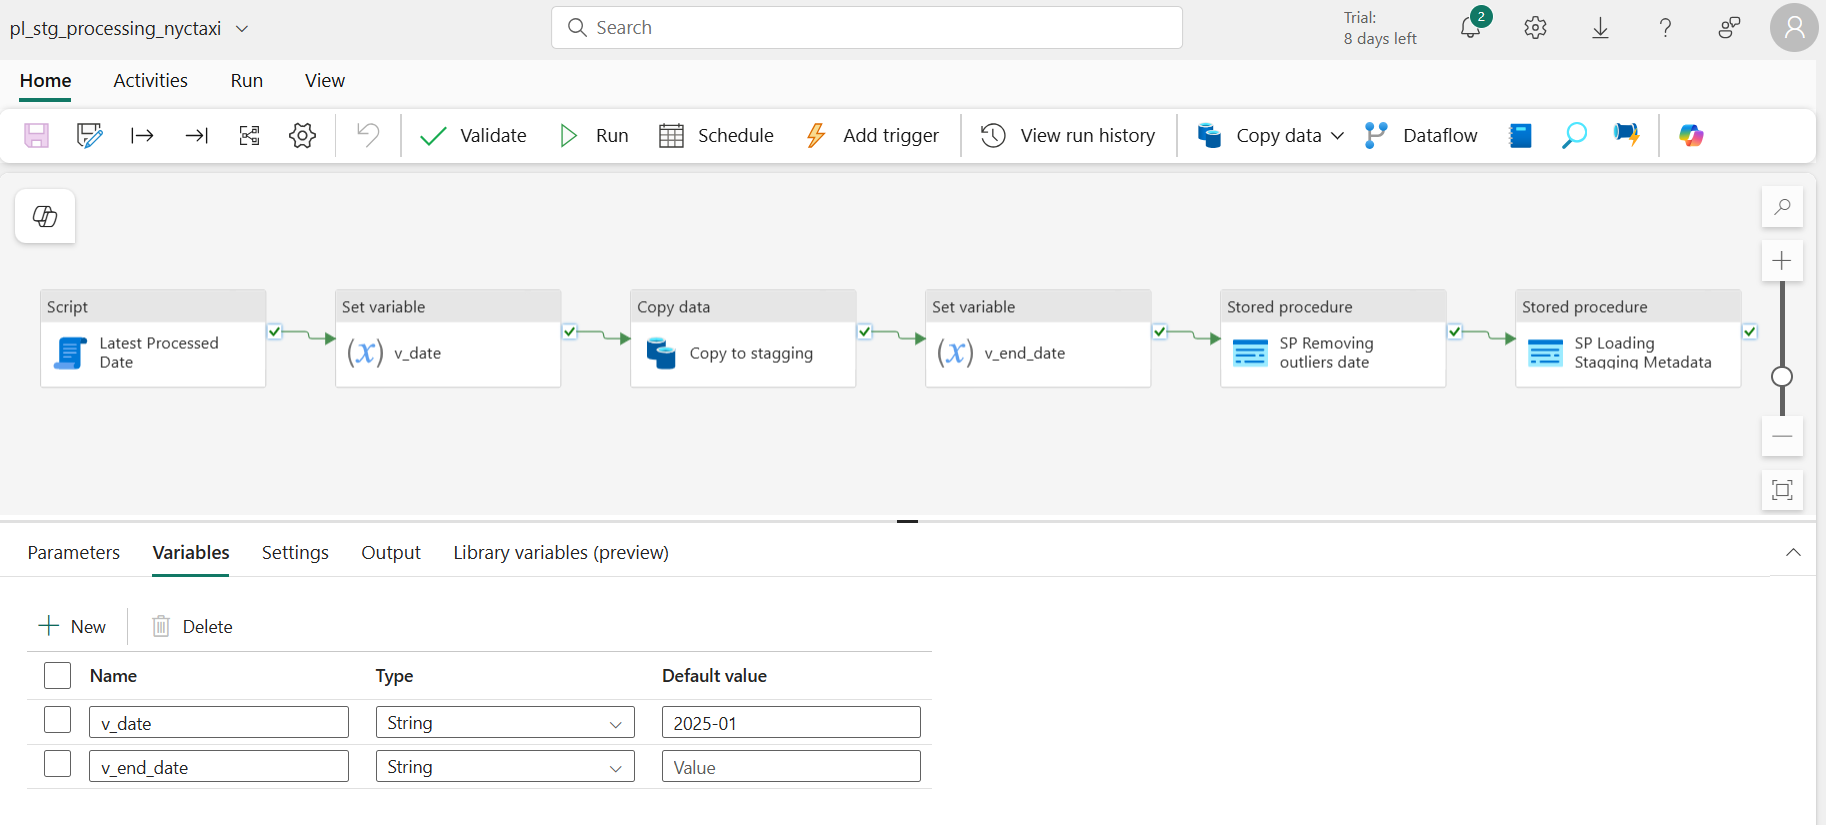 pl_stg_processing_nyctaxi
Search
Trial:
8 days left
2
Home Activities Run View
Validate Run Schedule Add trigger View run history Copy data Dataflow
Script
Latest Processed
Date
Set variable
(x) v_date
Copy data
Copy to stagging
Set variable
(x) v_end_date
Stored procedure
SP Removing
outliers date
Stored procedure
SP Loading
Stagging Metadata
Parameters Variables Settings Output Library variables (preview)
New Delete
Name Type Default value
v_date String 2025-01
v_end_date String Value